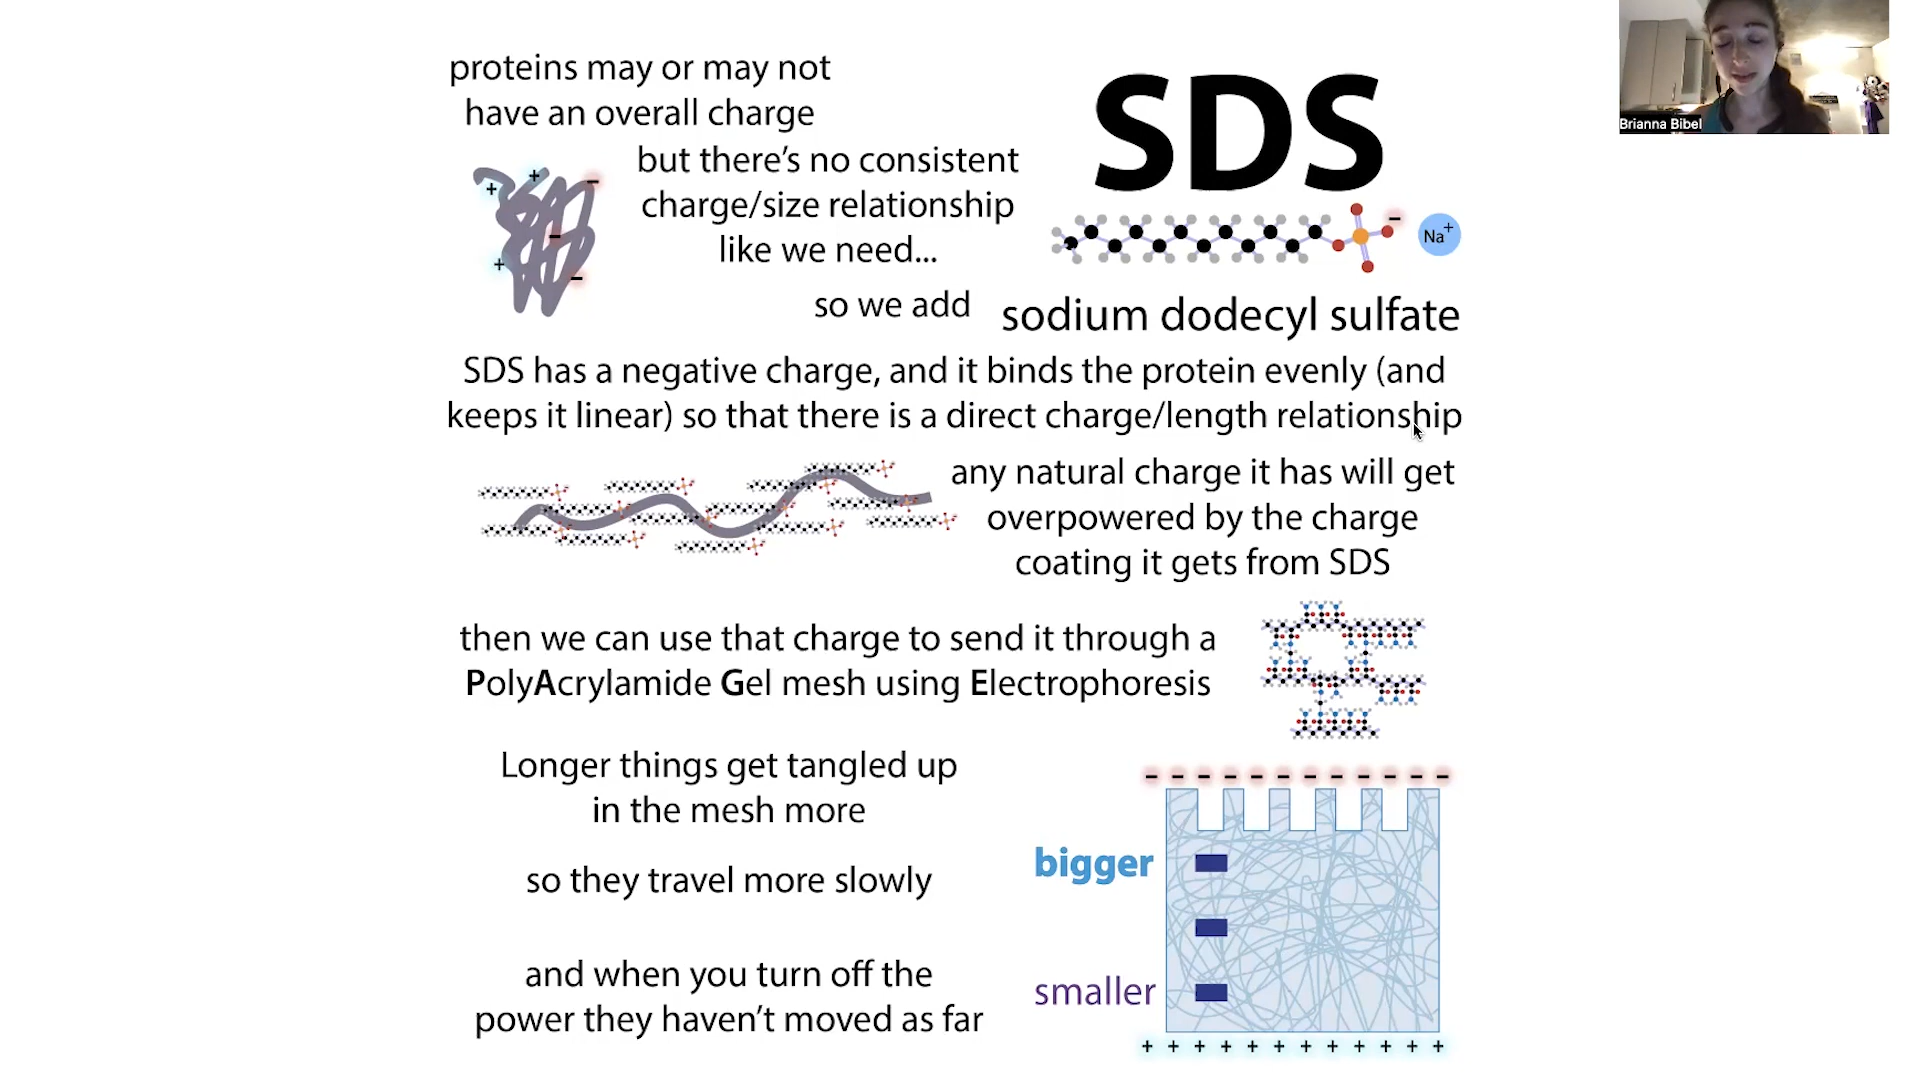 proteins may or may not
have an overall charge
but there's no consistent
charge/size relationship
like we need...
so we add
SDS
Na+
sodium dodecyl sulfate
SDS has a negative charge, and it binds the protein evenly (and
keeps it linear) so that there is a direct charge/length relationship
any natural charge it has will get
overpowered by the charge
coating it gets from SDS
then we can use that charge to send it through a
PolyAcrylamide Gel mesh using Electrophoresis
Longer things get tangled up
in the mesh more
so they travel more slowly
and when you turn off the
power they haven't moved as far
bigger
smaller
Brianna Bibel